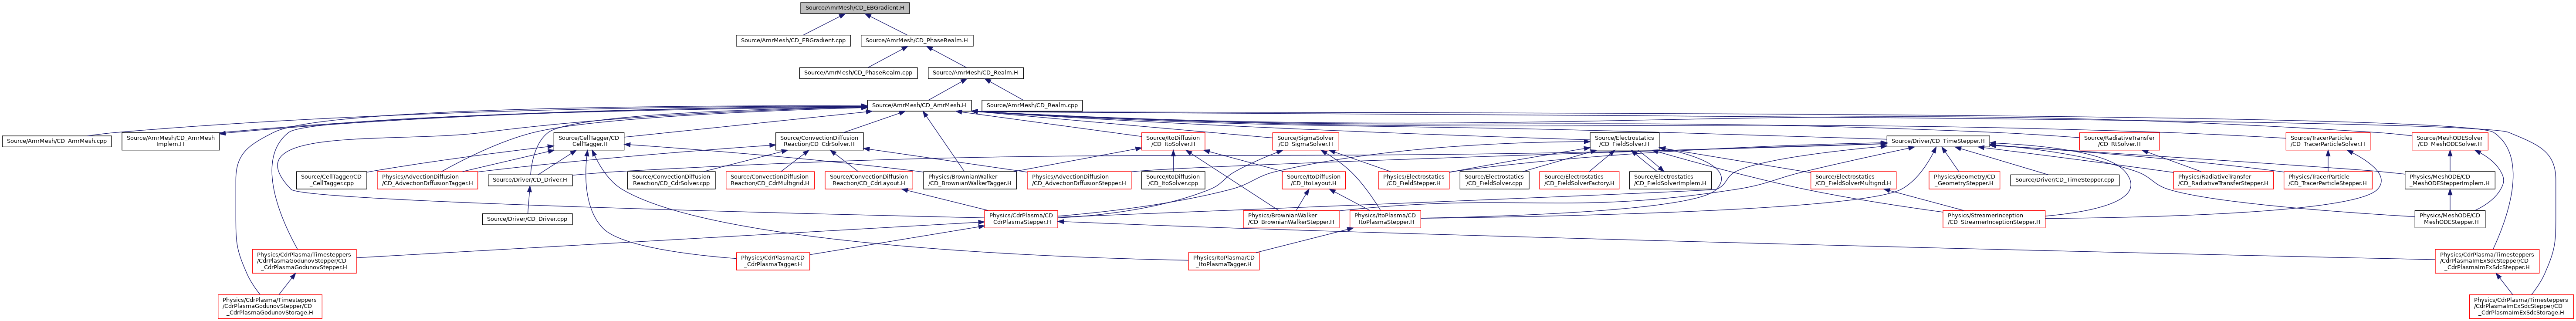 Source/AmrMesh/CD_EBGradient.H
Source/AmrMesh/CD_EBGradient.cpp
Source/AmrMesh/CD_PhaseRealm.H
Source/AmrMesh/CD_PhaseRealm.cpp
Source/AmrMesh/CD_Realm.H
Source/AmrMesh/CD_AmrMesh.H
Source/AmrMesh/CD_Realm.cpp
Source/AmrMesh/CD_AmrMesh.cpp
Source/AmrMesh/CD_AmrMesh
Implem.H
Source/CellTagger/CD
_CellTagger.H
Source/ConvectionDiffusion
Reaction/CD_CdrSolver.H
Source/ItoDiffusion
/CD_ItoSolver.H
Source/SigmaSolver
/CD_SigmaSolver.H
Source/Electrostatics
/CD_FieldSolver.H
Source/Driver/CD_TimeStepper.H
Source/RadiativeTransfer
/CD_RtSolver.H
Source/TracerParticles
/CD_TracerParticleSolver.H
Source/MeshODESolver
/CD_MeshODESolver.H
Source/CellTagger/CD
_CellTagger.cpp
Physics/AdvectionDiffusion
/CD_AdvectionDiffusionTagger.H
Source/Driver/CD_Driver.H
Source/ConvectionDiffusion
Reaction/CD_CdrSolver.cpp
Source/ConvectionDiffusion
Reaction/CD_CdrMultigrid.H
Source/ConvectionDiffusion
Reaction/CD_CdrLayout.H
Physics/BrownianWalker
/CD_BrownianWalkerTagger.H
Physics/AdvectionDiffusion
/CD_AdvectionDiffusionStepper.H
Source/ItoDiffusion
/CD_ItoSolver.cpp
Source/ItoDiffusion
/CD_ItoLayout.H
Physics/Electrostatics
/CD_FieldStepper.H
Source/Electrostatics
/CD_FieldSolver.cpp
Source/Electrostatics
/CD_FieldSolverFactory.H
Source/Electrostatics
/CD_FieldSolverImplem.H
Source/Electrostatics
/CD_FieldSolverMultigrid.H
Physics/Geometry/CD
_GeometryStepper.H
Source/Driver/CD_TimeStepper.cpp
Physics/RadiativeTransfer
/CD_RadiativeTransferStepper.H
Physics/TracerParticle
/CD_TracerParticleStepper.H
Physics/MeshODE/CD
_MeshODEStepperImplem.H
Source/Driver/CD_Driver.cpp
Physics/CdrPlasma/CD
_CdrPlasmaStepper.H
Physics/BrownianWalker
/CD_BrownianWalkerStepper.H
Physics/ItoPlasma/CD
_ItoPlasmaStepper.H
Physics/StreamerInception
/CD_StreamerInceptionStepper.H
Physics/MeshODE/CD
_MeshODEStepper.H
Physics/CdrPlasma/Timesteppers
/CdrPlasmaGodunovStepper/CD
_CdrPlasmaGodunovStepper.H
Physics/CdrPlasma/CD
_CdrPlasmaTagger.H
Physics/ItoPlasma/CD
_ItoPlasmaTagger.H
Physics/CdrPlasma/Timesteppers
/CdrPlasmaImExSdcStepper/CD
_CdrPlasmaImExSdcStepper.H
Physics/CdrPlasma/Timesteppers
/CdrPlasmaGodunovStepper/CD
_CdrPlasmaGodunovStorage.H
Physics/CdrPlasma/Timesteppers
/CdrPlasmaImExSdcStepper/CD
_CdrPlasmaImExSdcStorage.H